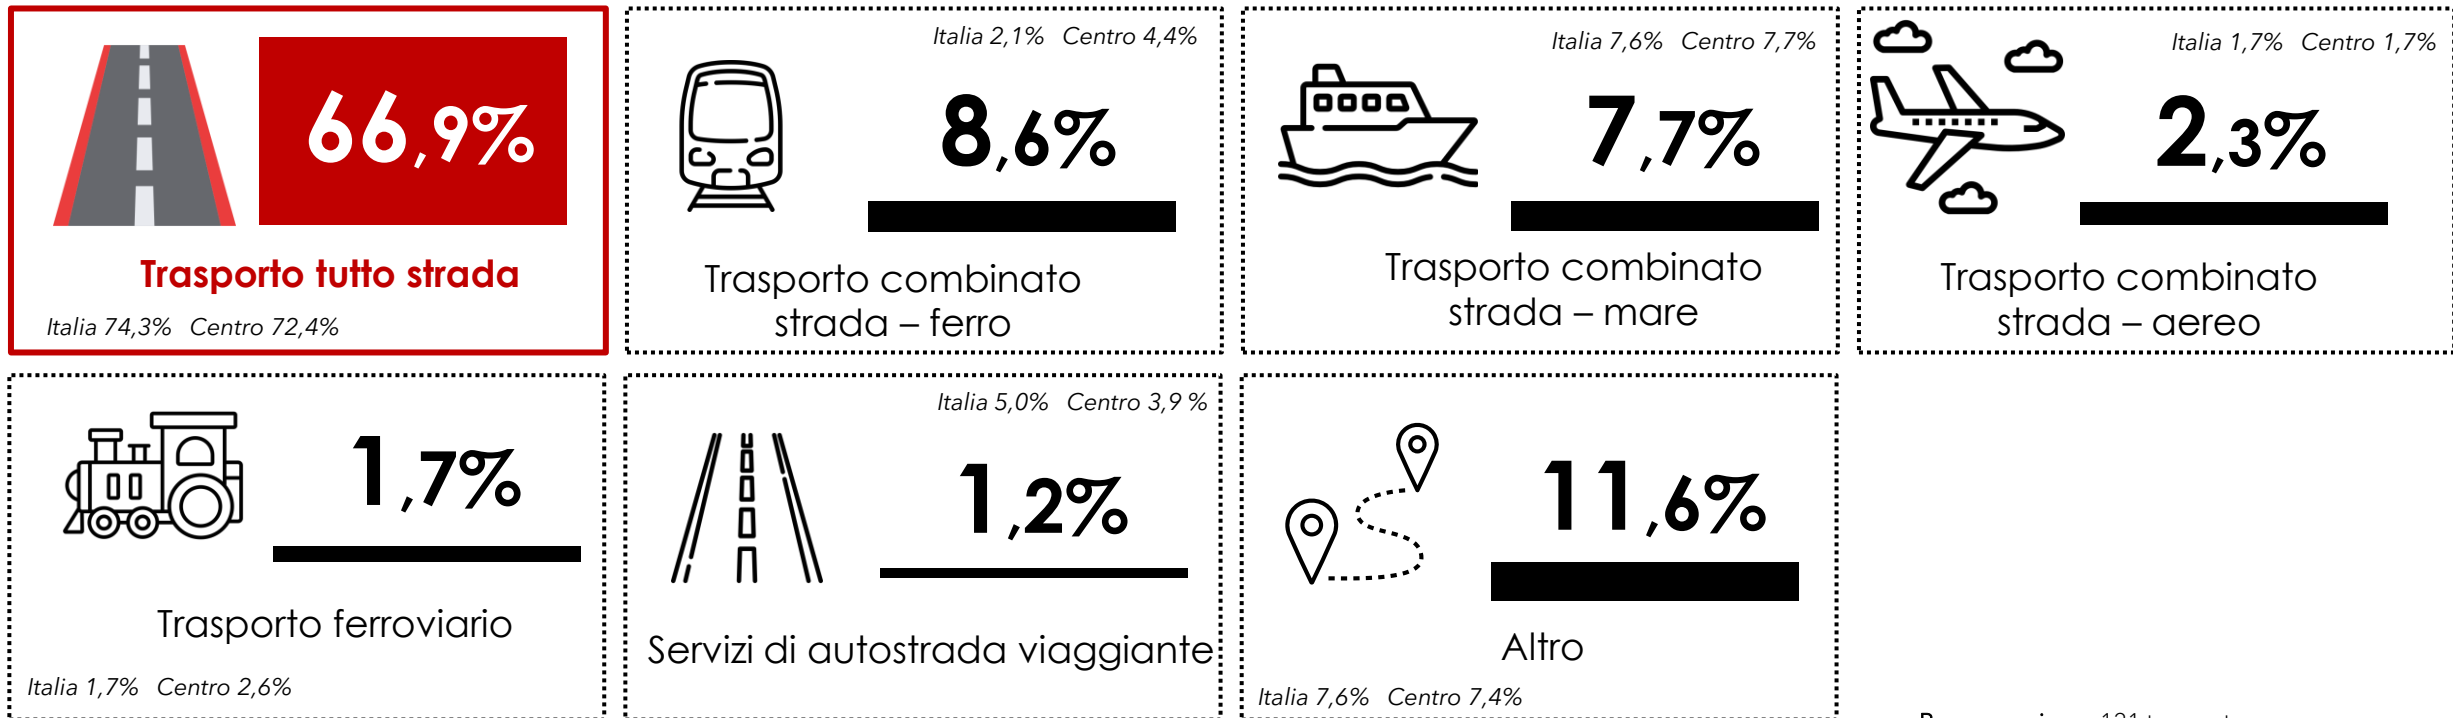 66,9%
Trasporto tutto strada
Italia 74,3% Centro 72,4%
Italia 2,1% Centro 4,4%
8,6%
Trasporto combinato
strada – ferro
Italia 7,6% Centro 7,7%
7,7%
Trasporto combinato
strada – mare
Italia 1,7% Centro 1,7%
2,3%
Trasporto combinato
strada – aereo
1,7%
Trasporto ferroviario
Italia 1,7% Centro 2,6%
Italia 5,0% Centro 3,9 %
1,2%
Servizi di autostrada viaggiante
11,6%
Altro
Italia 7,6% Centro 7,4%